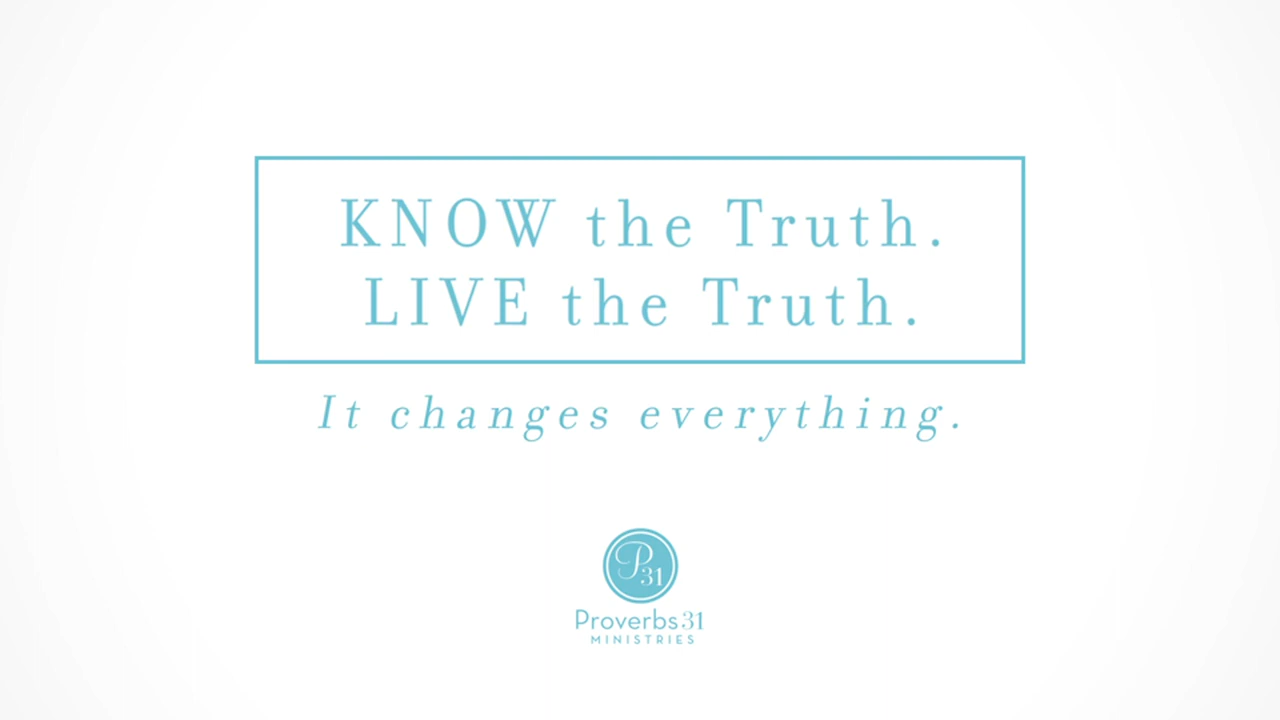 KNOW the Truth.
LIVE the Truth.
It changes everything.
P31
Proverbs 31
MINISTRIES